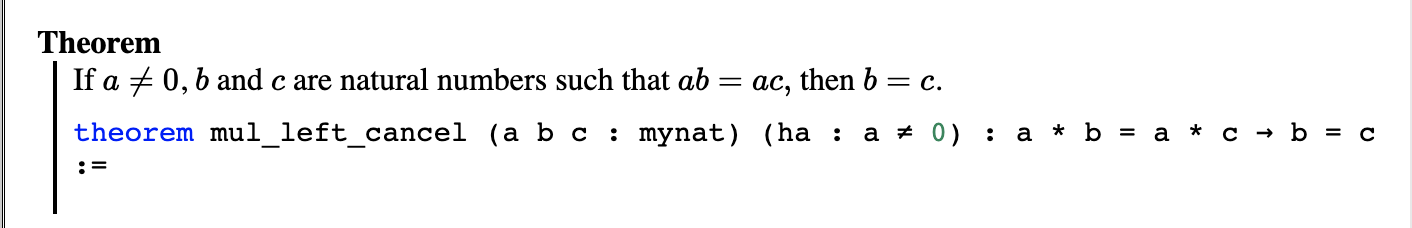 Theorem
If a ≠ 0, b and c are natural numbers such that ab = ac, then b = c.
theorem mul_left_cancel (a b c : mynat) (ha : a ≠ 0) : a * b = a * c → b = c
:=